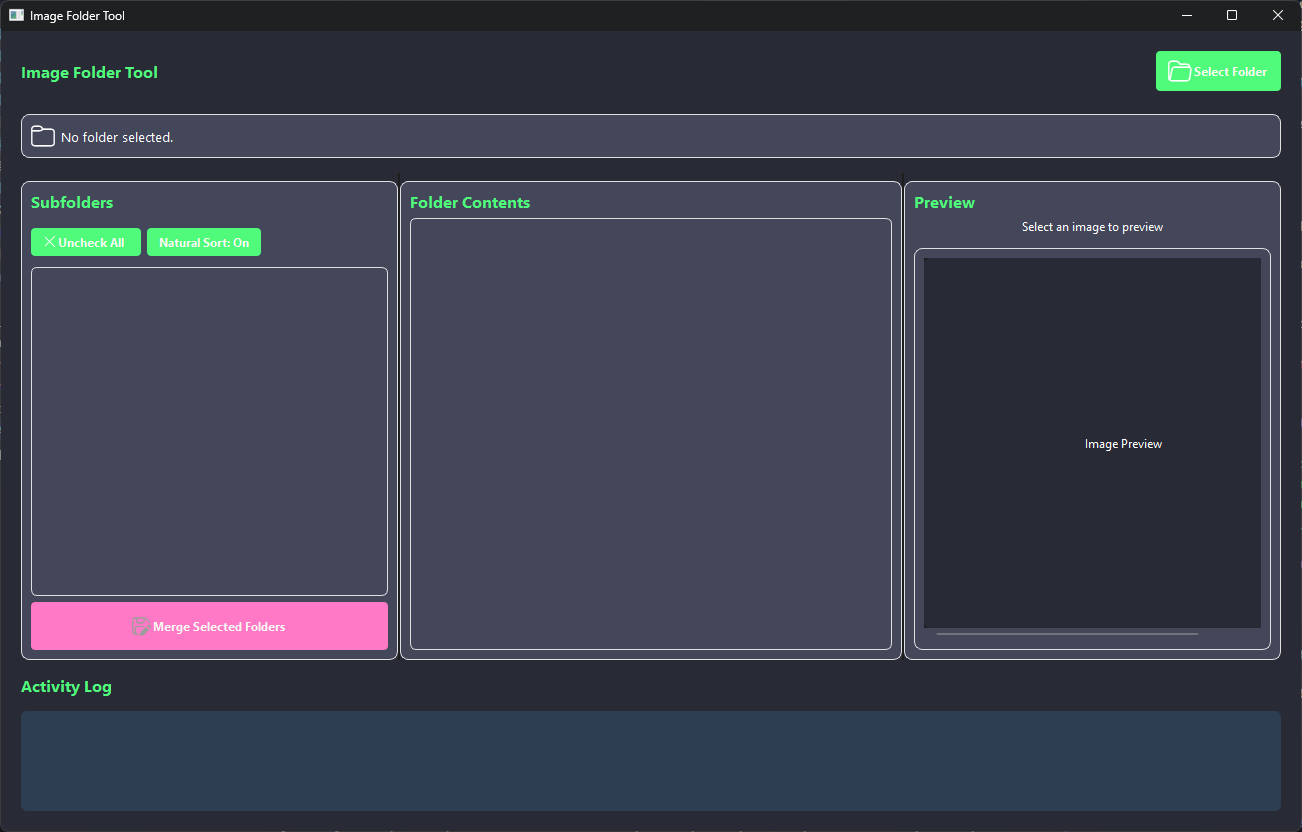 Image Folder Tool
Image Folder Tool
Select Folder
No folder selected.
Subfolders
Uncheck All
Natural Sort: On
Merge Selected Folders
Folder Contents
Preview
Select an image to preview
Image Preview
Activity Log